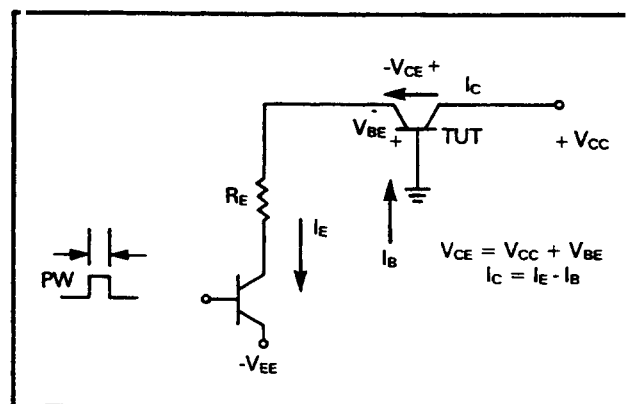 -VCE +
IC
- VBE +
TUT
+ VCC
RE
IE
IB
PW
VCE = VCC + VBE
IC = IE - IB
-VEE